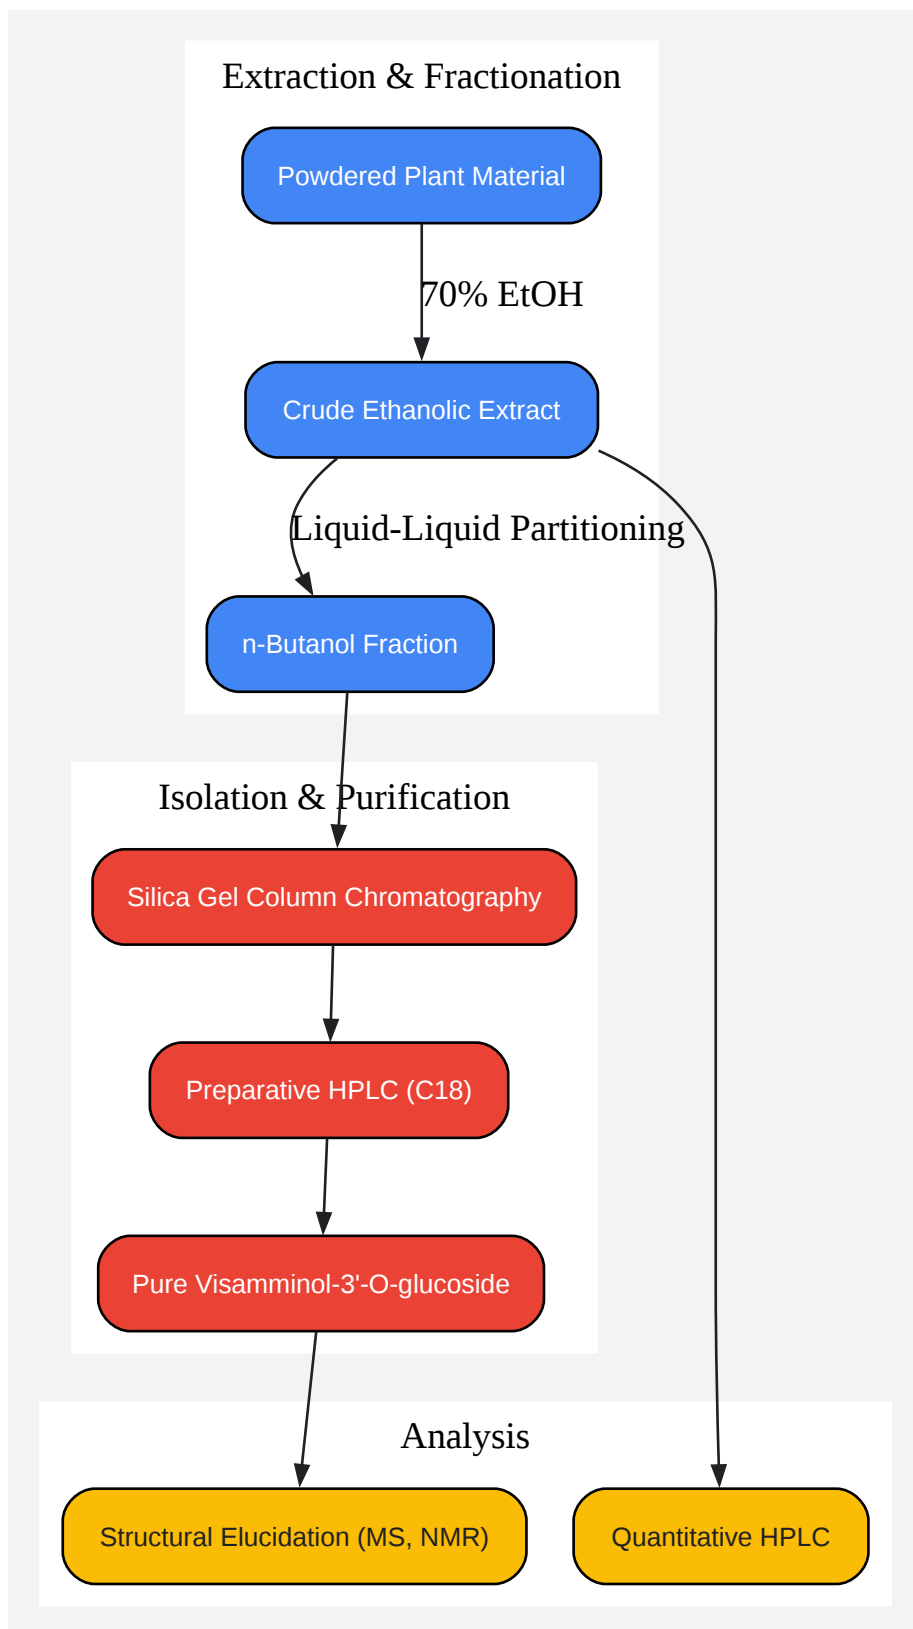 Extraction & Fractionation
Powdered Plant Material
70% EtOH
Crude Ethanolic Extract
Liquid-Liquid Partitioning
n-Butanol Fraction
Isolation & Purification
Silica Gel Column Chromatography
Preparative HPLC (C18)
Pure Visamminol-3'-O-glucoside
Analysis
Structural Elucidation (MS, NMR)
Quantitative HPLC